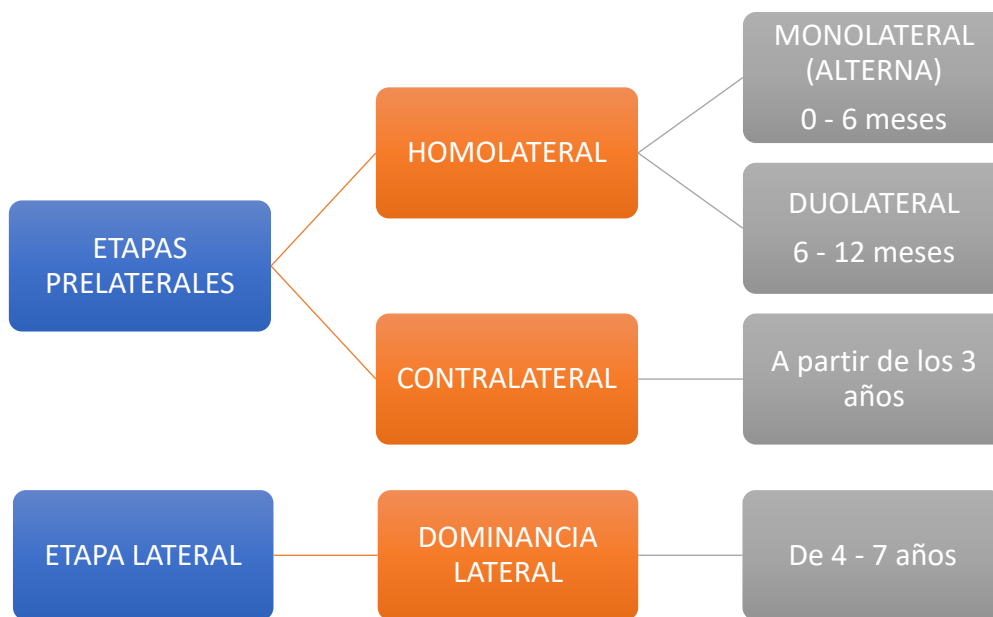 ETAPAS
PRELATERALES
HOMOLATERAL
MONOLATERAL
(ALTERNA)
0 - 6 meses
DUOLATERAL
6 - 12 meses
CONTRALATERAL
A partir de los 3
años
ETAPA LATERAL
DOMINANCIA
LATERAL
De 4 - 7 años